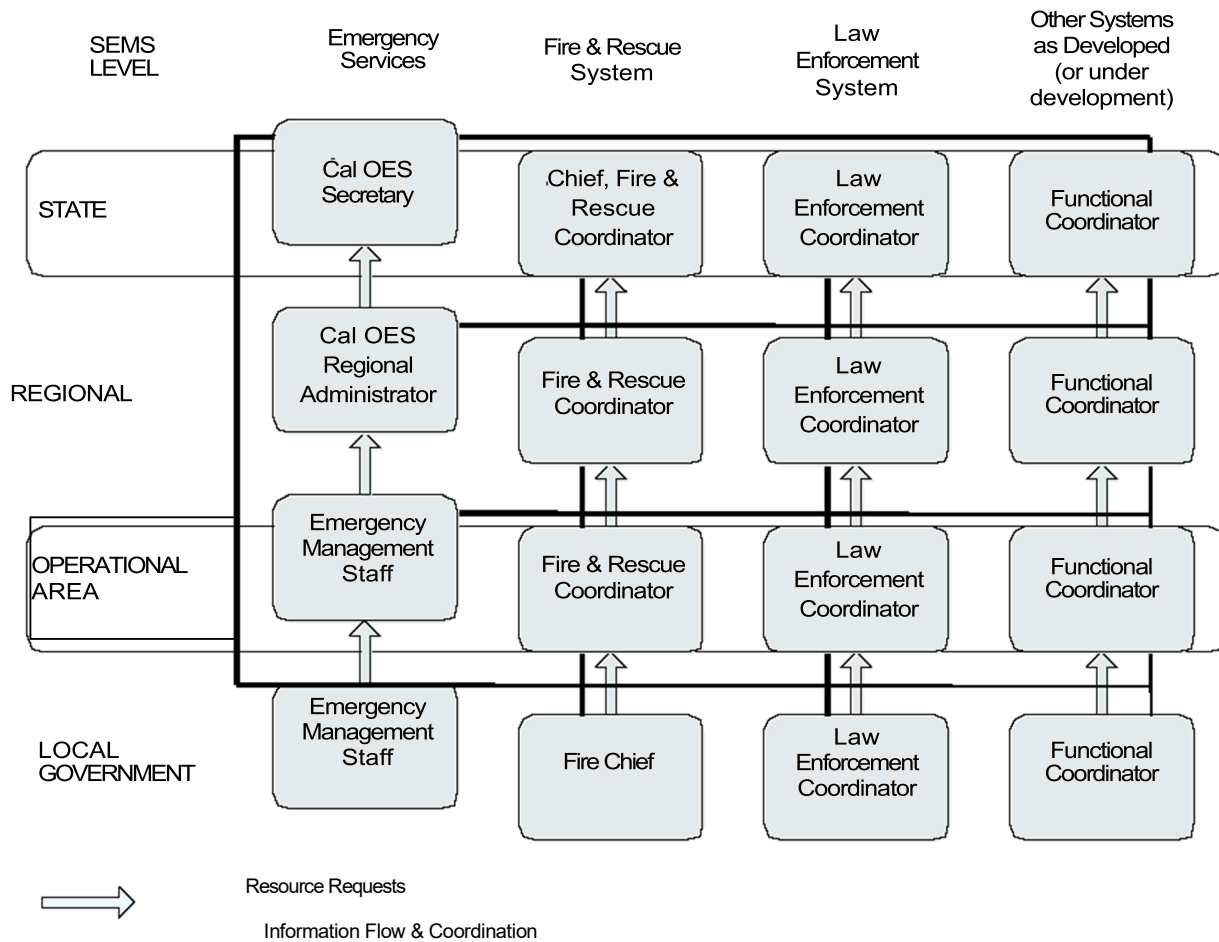 SEMS
LEVEL
Emergency
Services
Fire & Rescue
System
Law
Enforcement
System
Other Systems
as Developed
(or under
development)
STATE
Cal OES
Secretary
Chief, Fire &
Rescue
Coordinator
Law
Enforcement
Coordinator
Functional
Coordinator
REGIONAL
Cal OES
Regional
Administrator
Fire & Rescue
Coordinator
Law
Enforcement
Coordinator
Functional
Coordinator
OPERATIONAL
AREA
Emergency
Management
Staff
Fire & Rescue
Coordinator
Law
Enforcement
Coordinator
Functional
Coordinator
LOCAL
GOVERNMENT
Emergency
Management
Staff
Fire Chief
Law
Enforcement
Coordinator
Functional
Coordinator
Resource Requests
Information Flow & Coordination